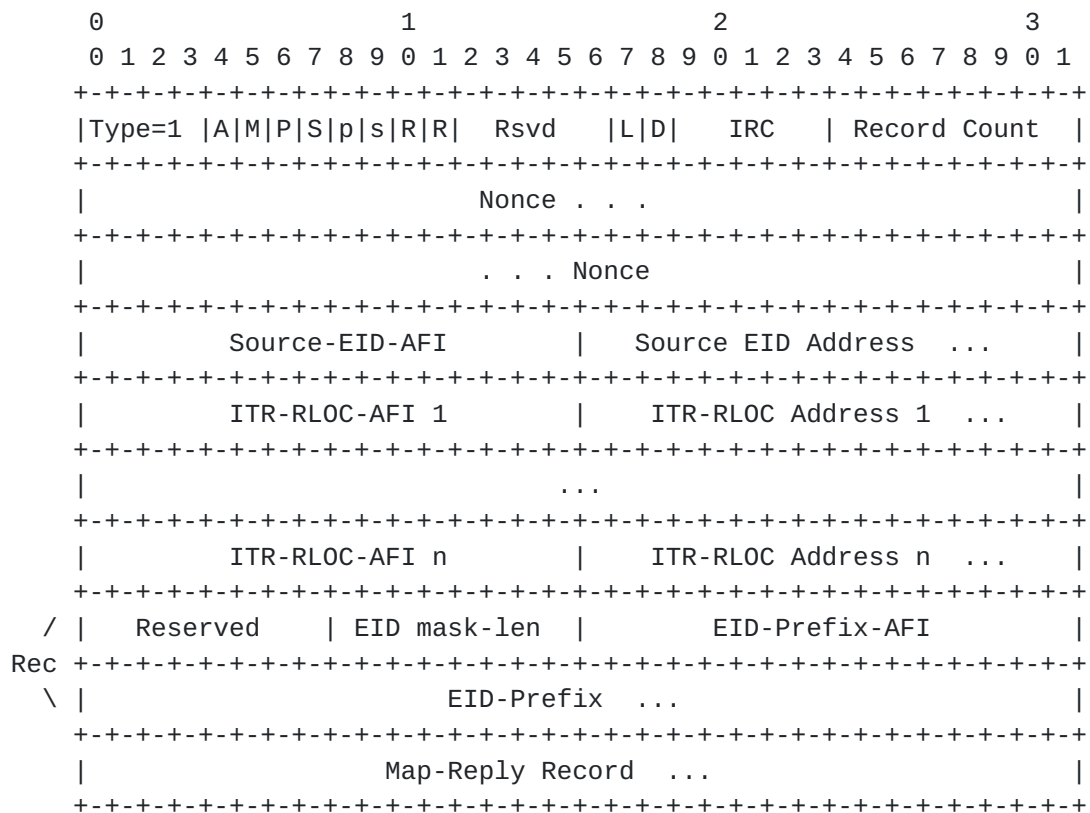 0                   1                   2                   3
 0 1 2 3 4 5 6 7 8 9 0 1 2 3 4 5 6 7 8 9 0 1 2 3 4 5 6 7 8 9 0 1
+-+-+-+-+-+-+-+-+-+-+-+-+-+-+-+-+-+-+-+-+-+-+-+-+-+-+-+-+-+-+-+-+
|Type=1 |A|M|P|S|p|s|R|R|  Rsvd   |L|D|   IRC   | Record Count  |
+-+-+-+-+-+-+-+-+-+-+-+-+-+-+-+-+-+-+-+-+-+-+-+-+-+-+-+-+-+-+-+-+
|                         Nonce . . .                           |
+-+-+-+-+-+-+-+-+-+-+-+-+-+-+-+-+-+-+-+-+-+-+-+-+-+-+-+-+-+-+-+-+
|                         . . . Nonce                           |
+-+-+-+-+-+-+-+-+-+-+-+-+-+-+-+-+-+-+-+-+-+-+-+-+-+-+-+-+-+-+-+-+
|         Source-EID-AFI        |   Source EID Address  ...     |
+-+-+-+-+-+-+-+-+-+-+-+-+-+-+-+-+-+-+-+-+-+-+-+-+-+-+-+-+-+-+-+-+
|         ITR-RLOC-AFI 1        |    ITR-RLOC Address 1  ...    |
+-+-+-+-+-+-+-+-+-+-+-+-+-+-+-+-+-+-+-+-+-+-+-+-+-+-+-+-+-+-+-+-+
|                              ...                              |
+-+-+-+-+-+-+-+-+-+-+-+-+-+-+-+-+-+-+-+-+-+-+-+-+-+-+-+-+-+-+-+-+
|         ITR-RLOC-AFI n        |    ITR-RLOC Address n  ...    |
+-+-+-+-+-+-+-+-+-+-+-+-+-+-+-+-+-+-+-+-+-+-+-+-+-+-+-+-+-+-+-+-+
/ |   Reserved    | EID mask-len  |        EID-Prefix-AFI         |
Rec +-+-+-+-+-+-+-+-+-+-+-+-+-+-+-+-+-+-+-+-+-+-+-+-+-+-+-+-+-+-+-+-+
\ |                       EID-Prefix  ...                         |
+-+-+-+-+-+-+-+-+-+-+-+-+-+-+-+-+-+-+-+-+-+-+-+-+-+-+-+-+-+-+-+-+
|                   Map-Reply Record  ...                       |
+-+-+-+-+-+-+-+-+-+-+-+-+-+-+-+-+-+-+-+-+-+-+-+-+-+-+-+-+-+-+-+-+